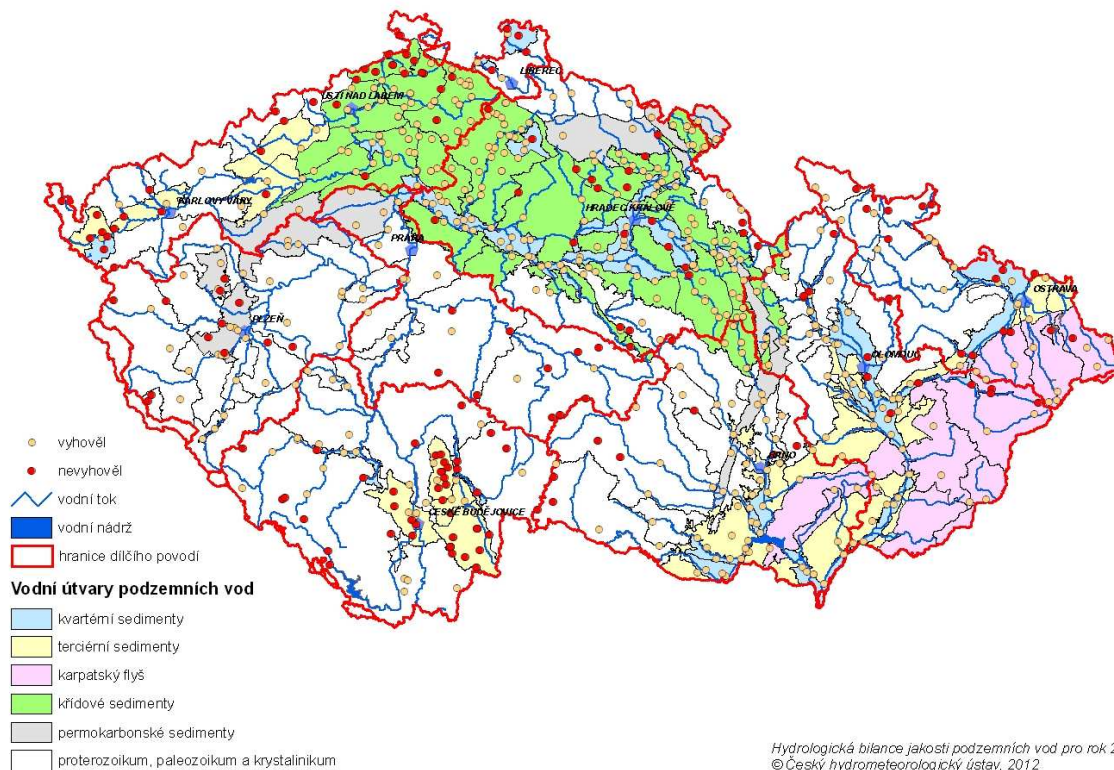 LIBEREC
ÚSTÍ NAD LABEM
KARLOVY VARY
HRADEC KRÁLOVÉ
PRAHA
OSTRAVA
PLZEŇ
OLOMOUC
BRNO
ČESKÉ BUDĚJOVICE
vyhověl
nevyhověl
vodní tok
vodní nádrž
hranice dílčího povodí
Vodní útvary podzemních vod
kvartérní sedimenty
terciérní sedimenty
karpatský flyš
křídové sedimenty
permokarbonské sedimenty
proterozoikum, paleozoikum a krystalinikum
Hydrologická bilance jakosti podzemních vod pro rok 2
© Český hydrometeorologický ústav, 2012